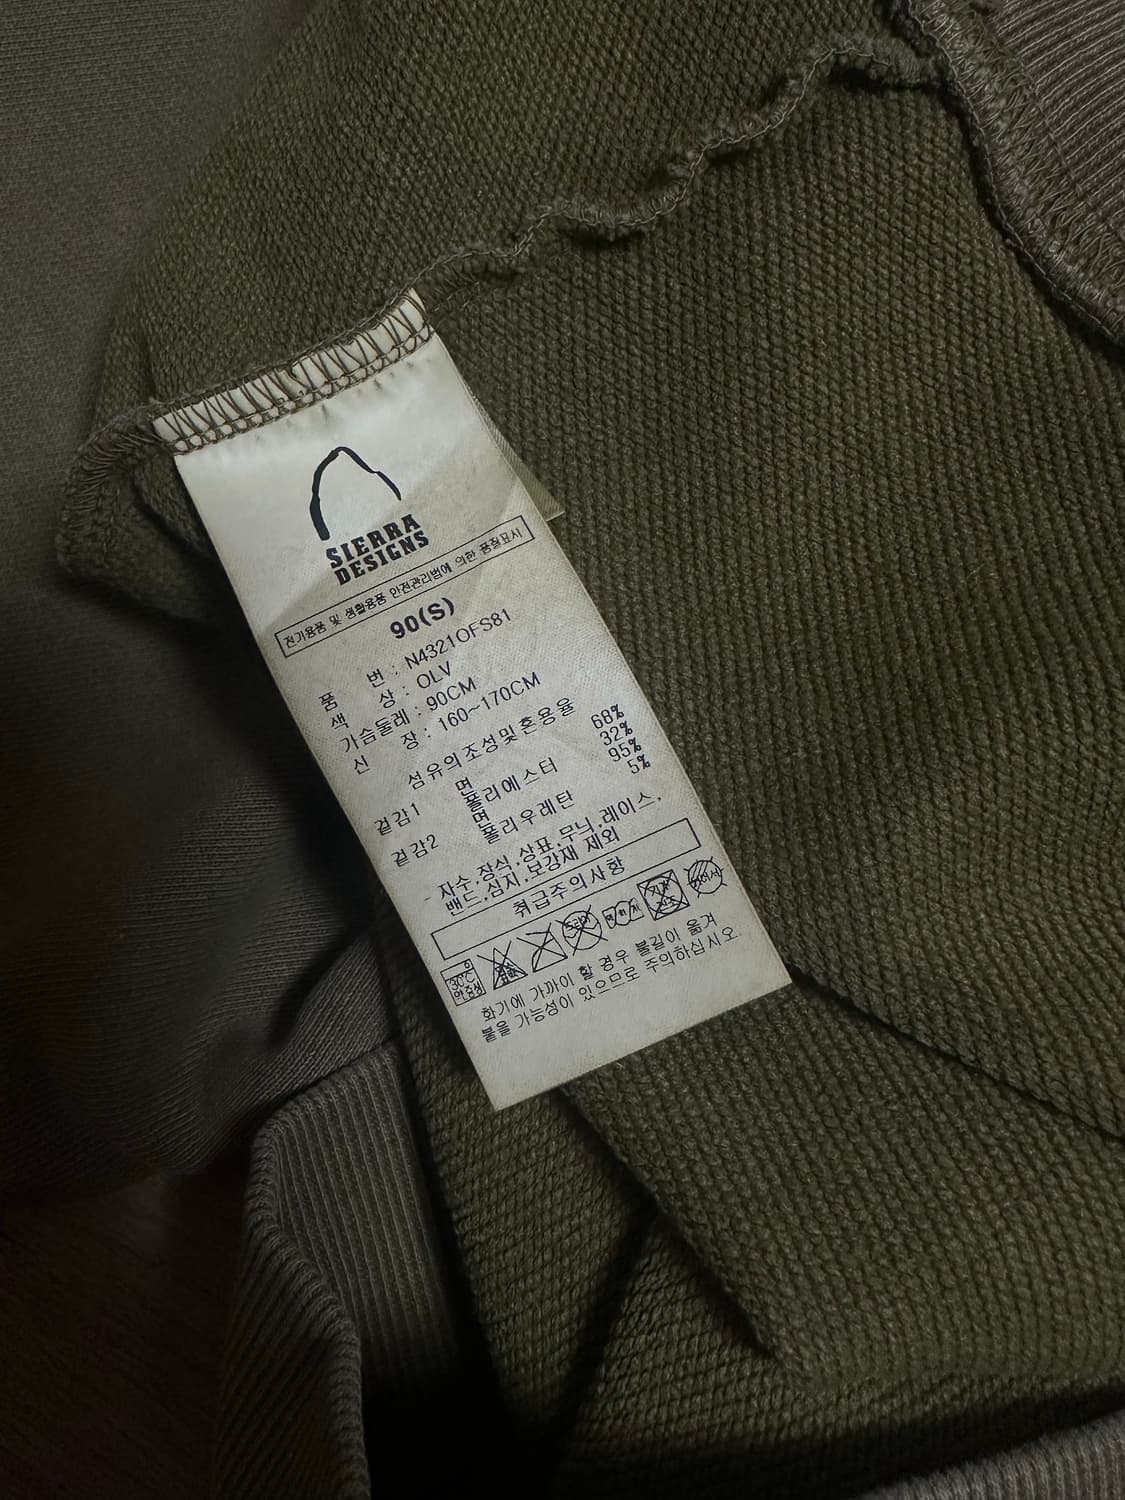 SIERRA
DESIGNS
전기용품 및 생활용품 안전관리법에 의한 품질표시
90(S)
품 번 : N4321OFS81
색 상 : OLV
가슴둘레 : 90CM
신 장 : 160~170CM
섬유의조성및혼용율
겉감1 면 68%
폴리에스터 32%
겉감2 면 95%
폴리우레탄 5%
자수,장식,상표,무늬,레이스,
밴드,심지,보강재 제외
취급주의사항
30℃
화기에 가까이 할 경우 불길이 옮겨
붙을 가능성이 있으므로 주의하십시오